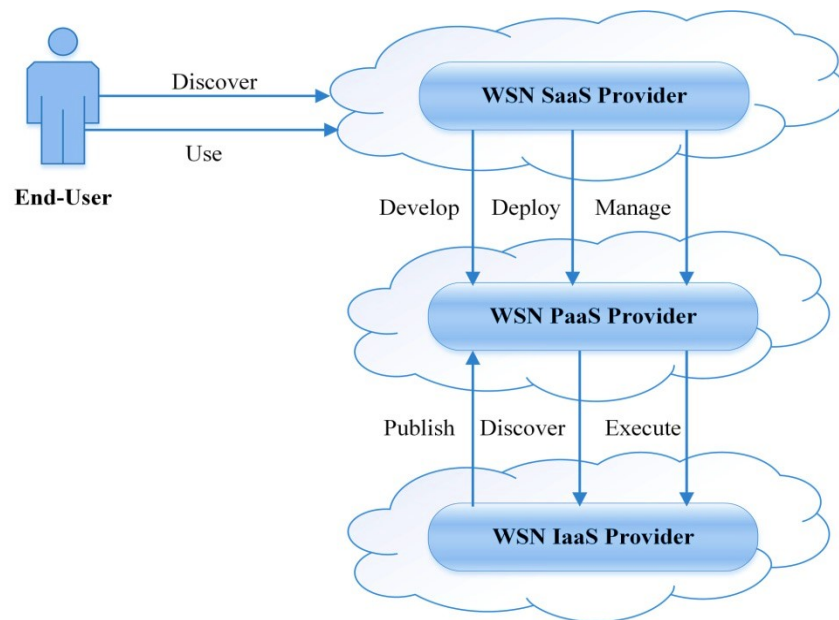 Discover
WSN SaaS Provider
Use
End-User
Develop
Deploy
Manage
WSN PaaS Provider
Publish
Discover
Execute
WSN IaaS Provider